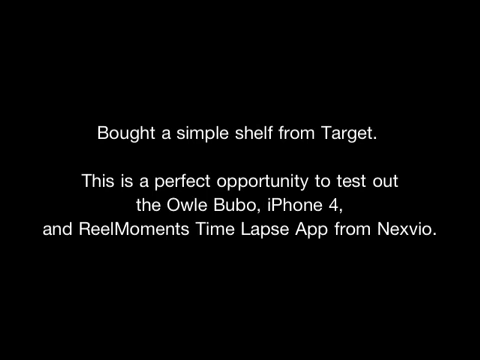 Bought a simple shelf from Target.
This is a perfect opportunity to test out
the Owle Bubo, iPhone 4,
and ReelMoments Time Lapse App from Nexvio.